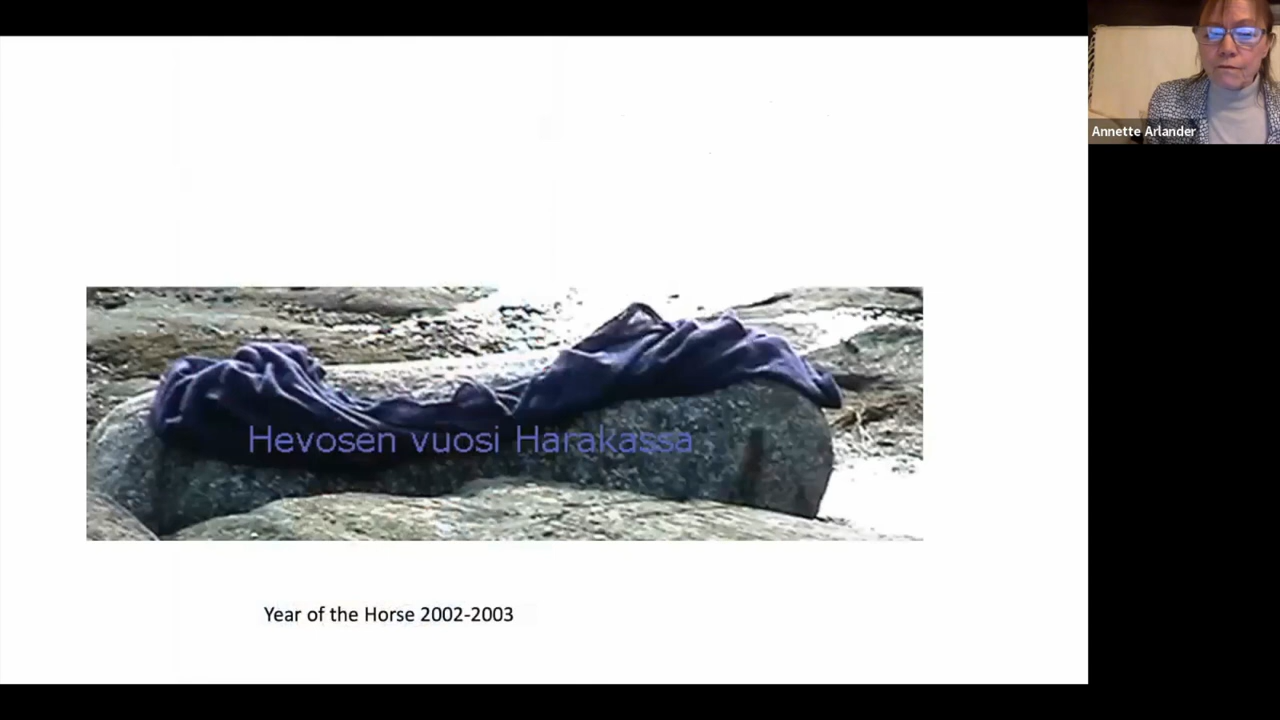 Annette Arlander
Hevosen vuosi Harakassa
Year of the Horse 2002-2003